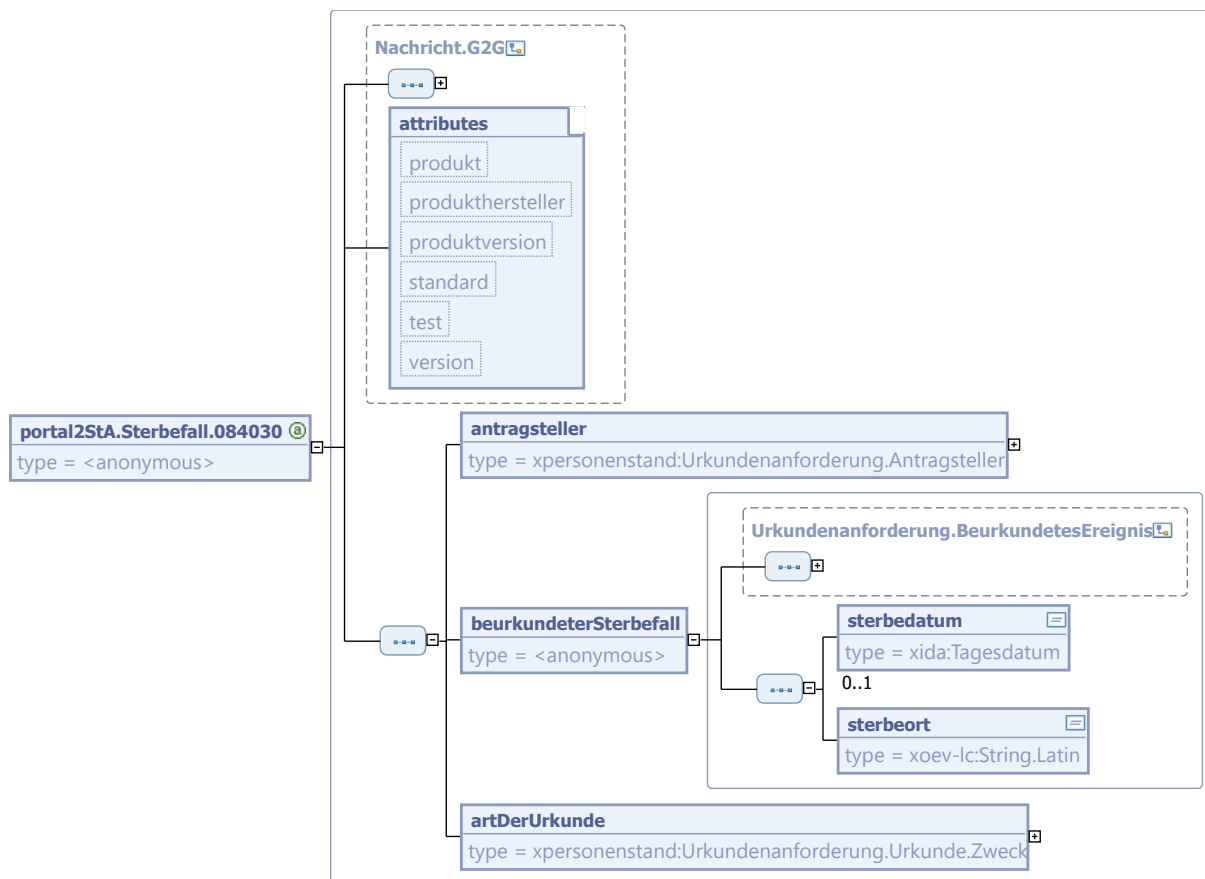 Nachricht.G2G
attributes
produkt
produkthersteller
produktversion
standard
test
version
portal2StA.Sterbefall.084030
type = <anonymous>
antragsteller
type = xpersonenstand:Urkundenanforderung.Antragsteller
Urkundenanforderung.BeurkundetesEreignis
beurkundeterSterbefall
type = <anonymous>
sterbedatum
type = xida:Tagesdatum
0..1
sterbeort
type = xoev-lc:String.Latin
artDerUrkunde
type = xpersonenstand:Urkundenanforderung.Urkunde.Zweck